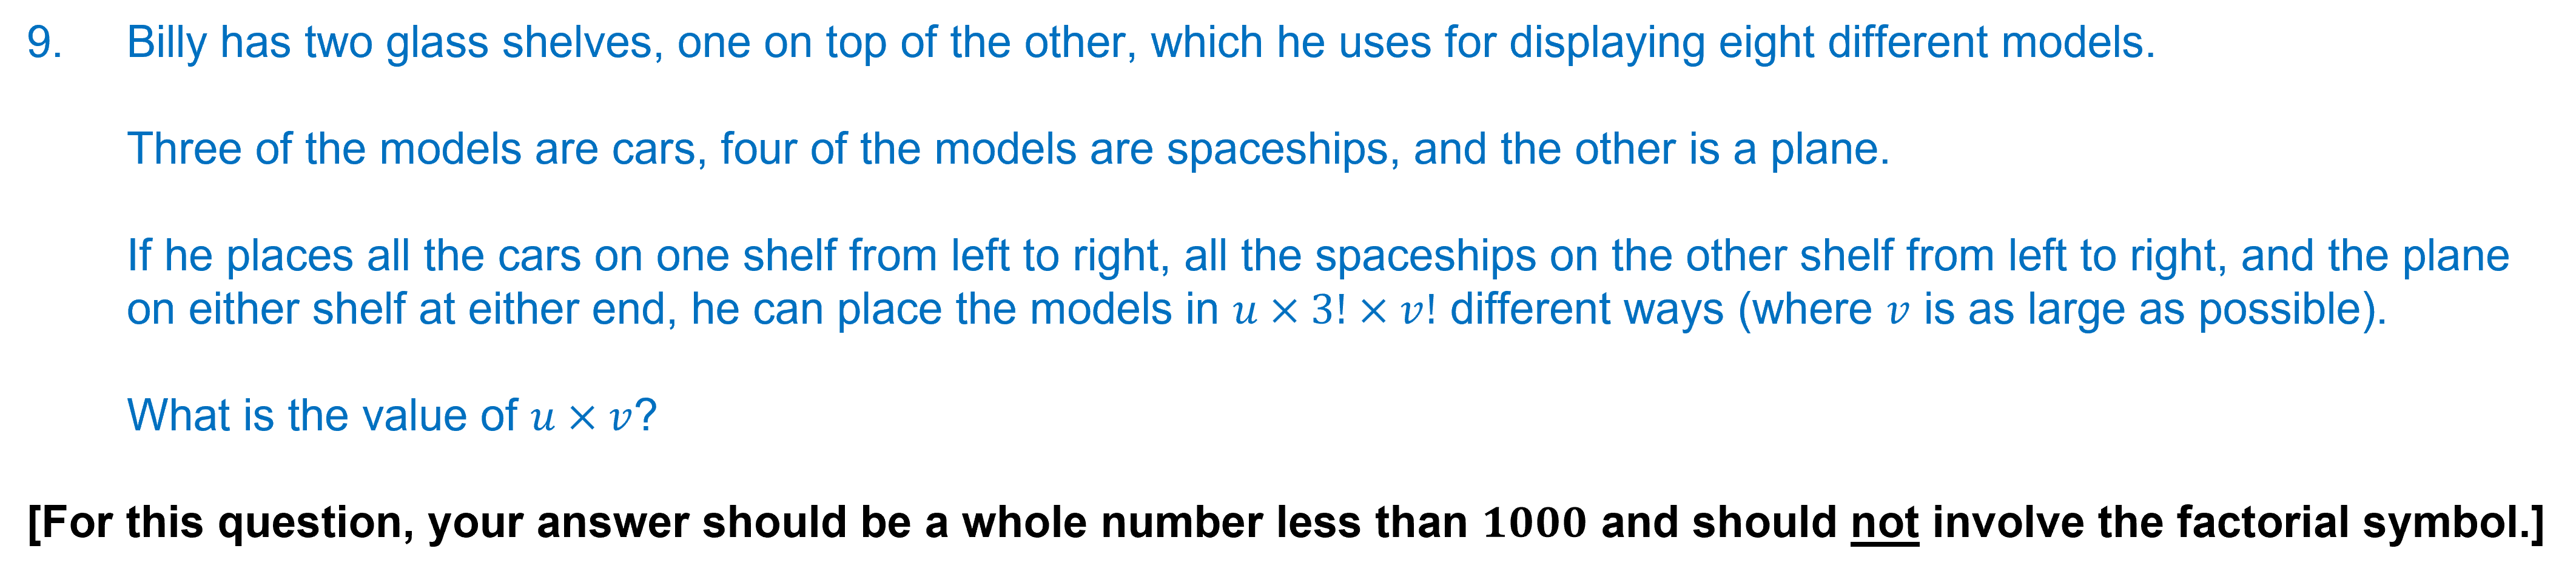 9. Billy has two glass shelves, one on top of the other, which he uses for displaying eight different models.
Three of the models are cars, four of the models are spaceships, and the other is a plane.
If he places all the cars on one shelf from left to right, all the spaceships on the other shelf from left to right, and the plane
on either shelf at either end, he can place the models in u × 3! × v! different ways (where v is as large as possible).
What is the value of u × v?
[For this question, your answer should be a whole number less than 1000 and should not involve the factorial symbol.]